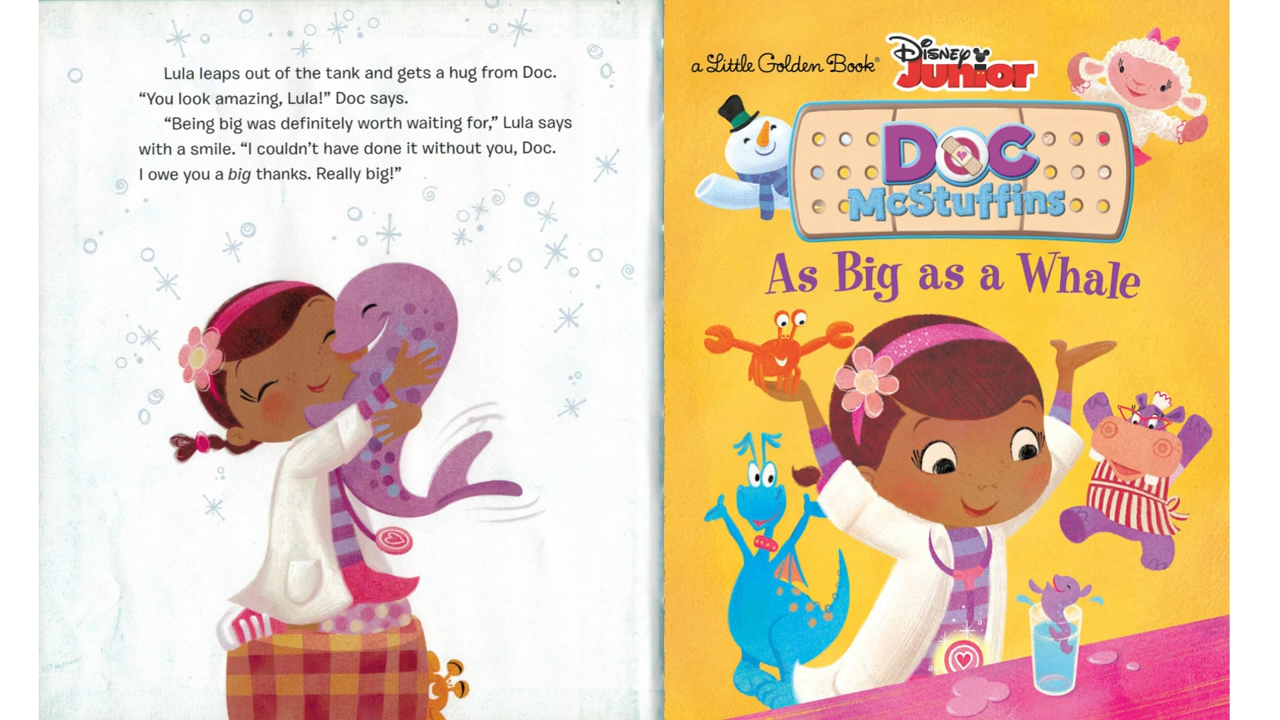 Lula leaps out of the tank and gets a hug from Doc.
“You look amazing, Lula!” Doc says.
“Being big was definitely worth waiting for,” Lula says
with a smile. “I couldn’t have done it without you, Doc.
I owe you a big thanks. Really big!”
a Little Golden Book®
Disney
Junior
Doc
McStuffins
As Big as a Whale